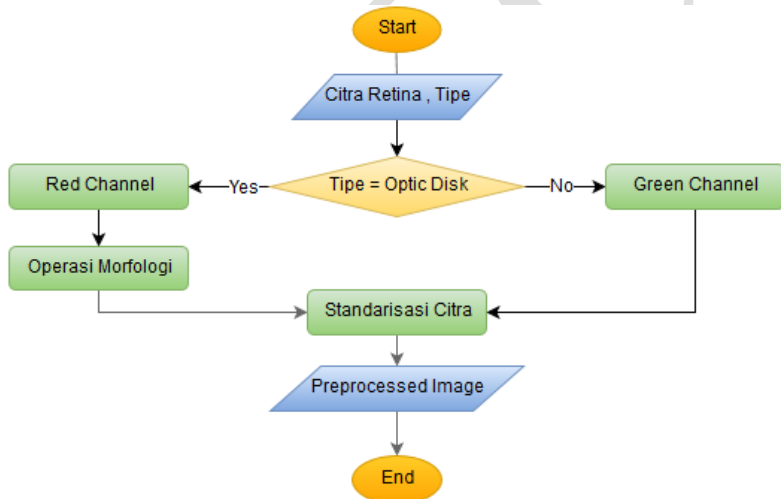 Start
Citra Retina , Tipe
Tipe = Optic Disk
Yes
No
Red Channel
Green Channel
Operasi Morfologi
Standarisasi Citra
Preprocessed Image
End